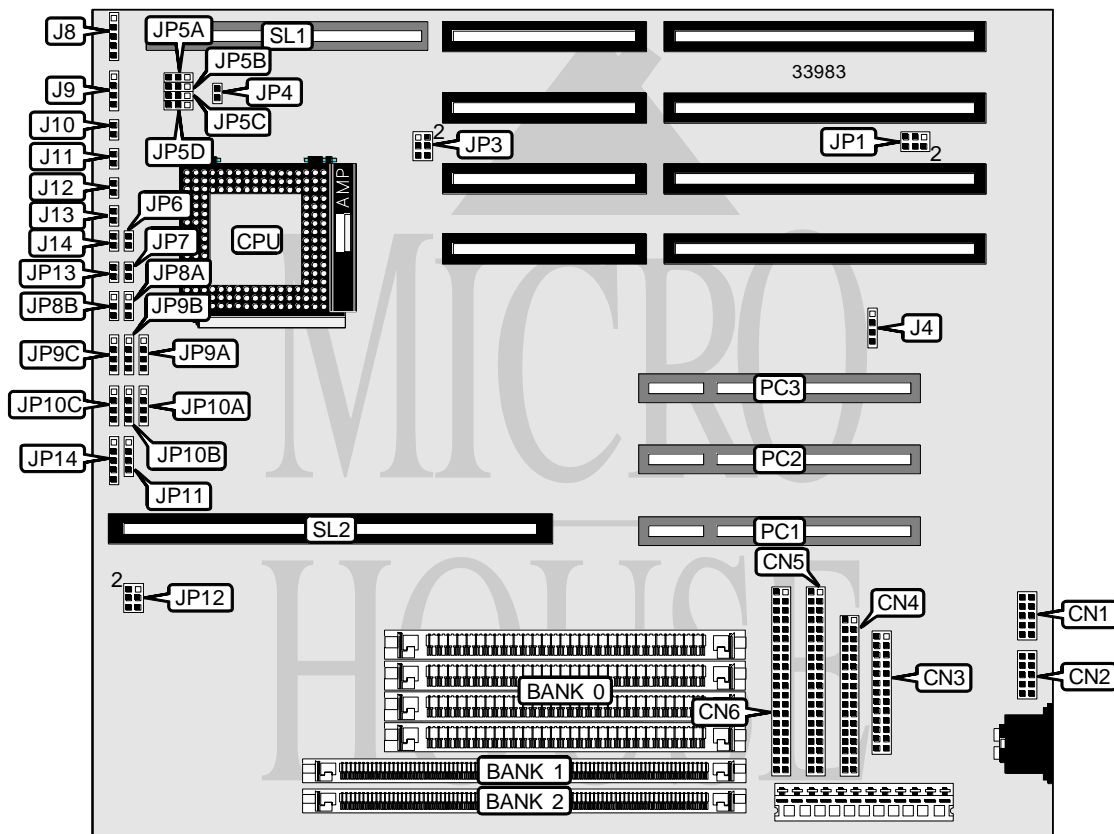 J8
JP5A
SL1
JP5B
33983
J9
JP4
J10
JP5C
2
JP3
JP1
2
J11
JP5D
AMP
J12
J13
JP6
J14
CPU
JP7
JP13
JP8A
JP8B
JP9B
J4
JP9C
JP9A
PC3
JP10C
JP10A
JP10B
JP14
PC2
JP11
SL2
PC1
CN5
2
JP12
CN4
CN1
BANK 0
CN3
CN2
CN6
BANK 1
BANK 2
MICRO
HOUSE